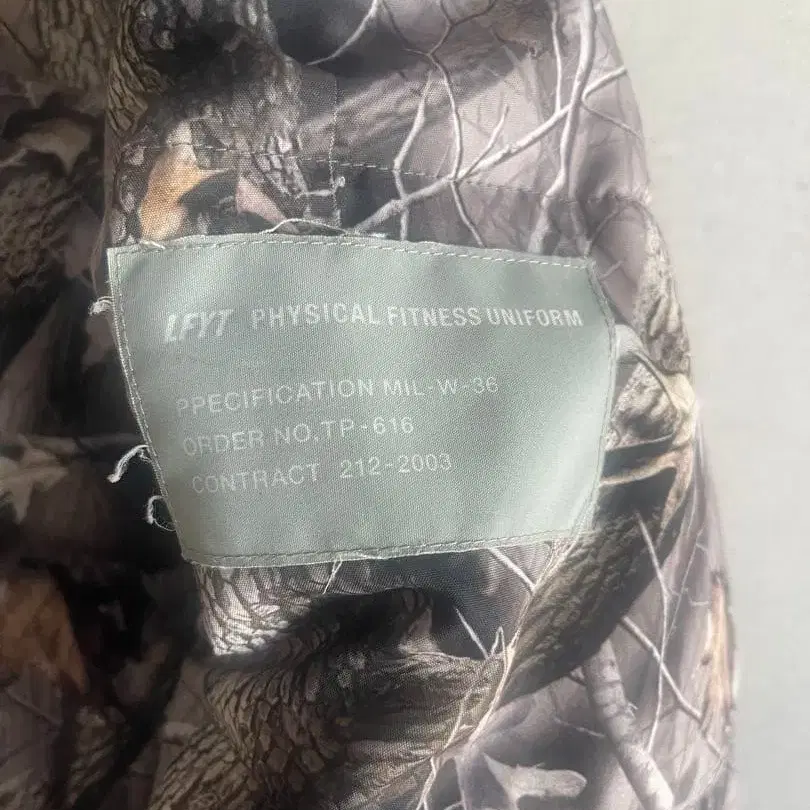 LFYT PHYSICAL FITNESS UNIFORM
PPECIFICATION MIL-W-36
ORDER NO.TP-616
CONTRACT 212-2003